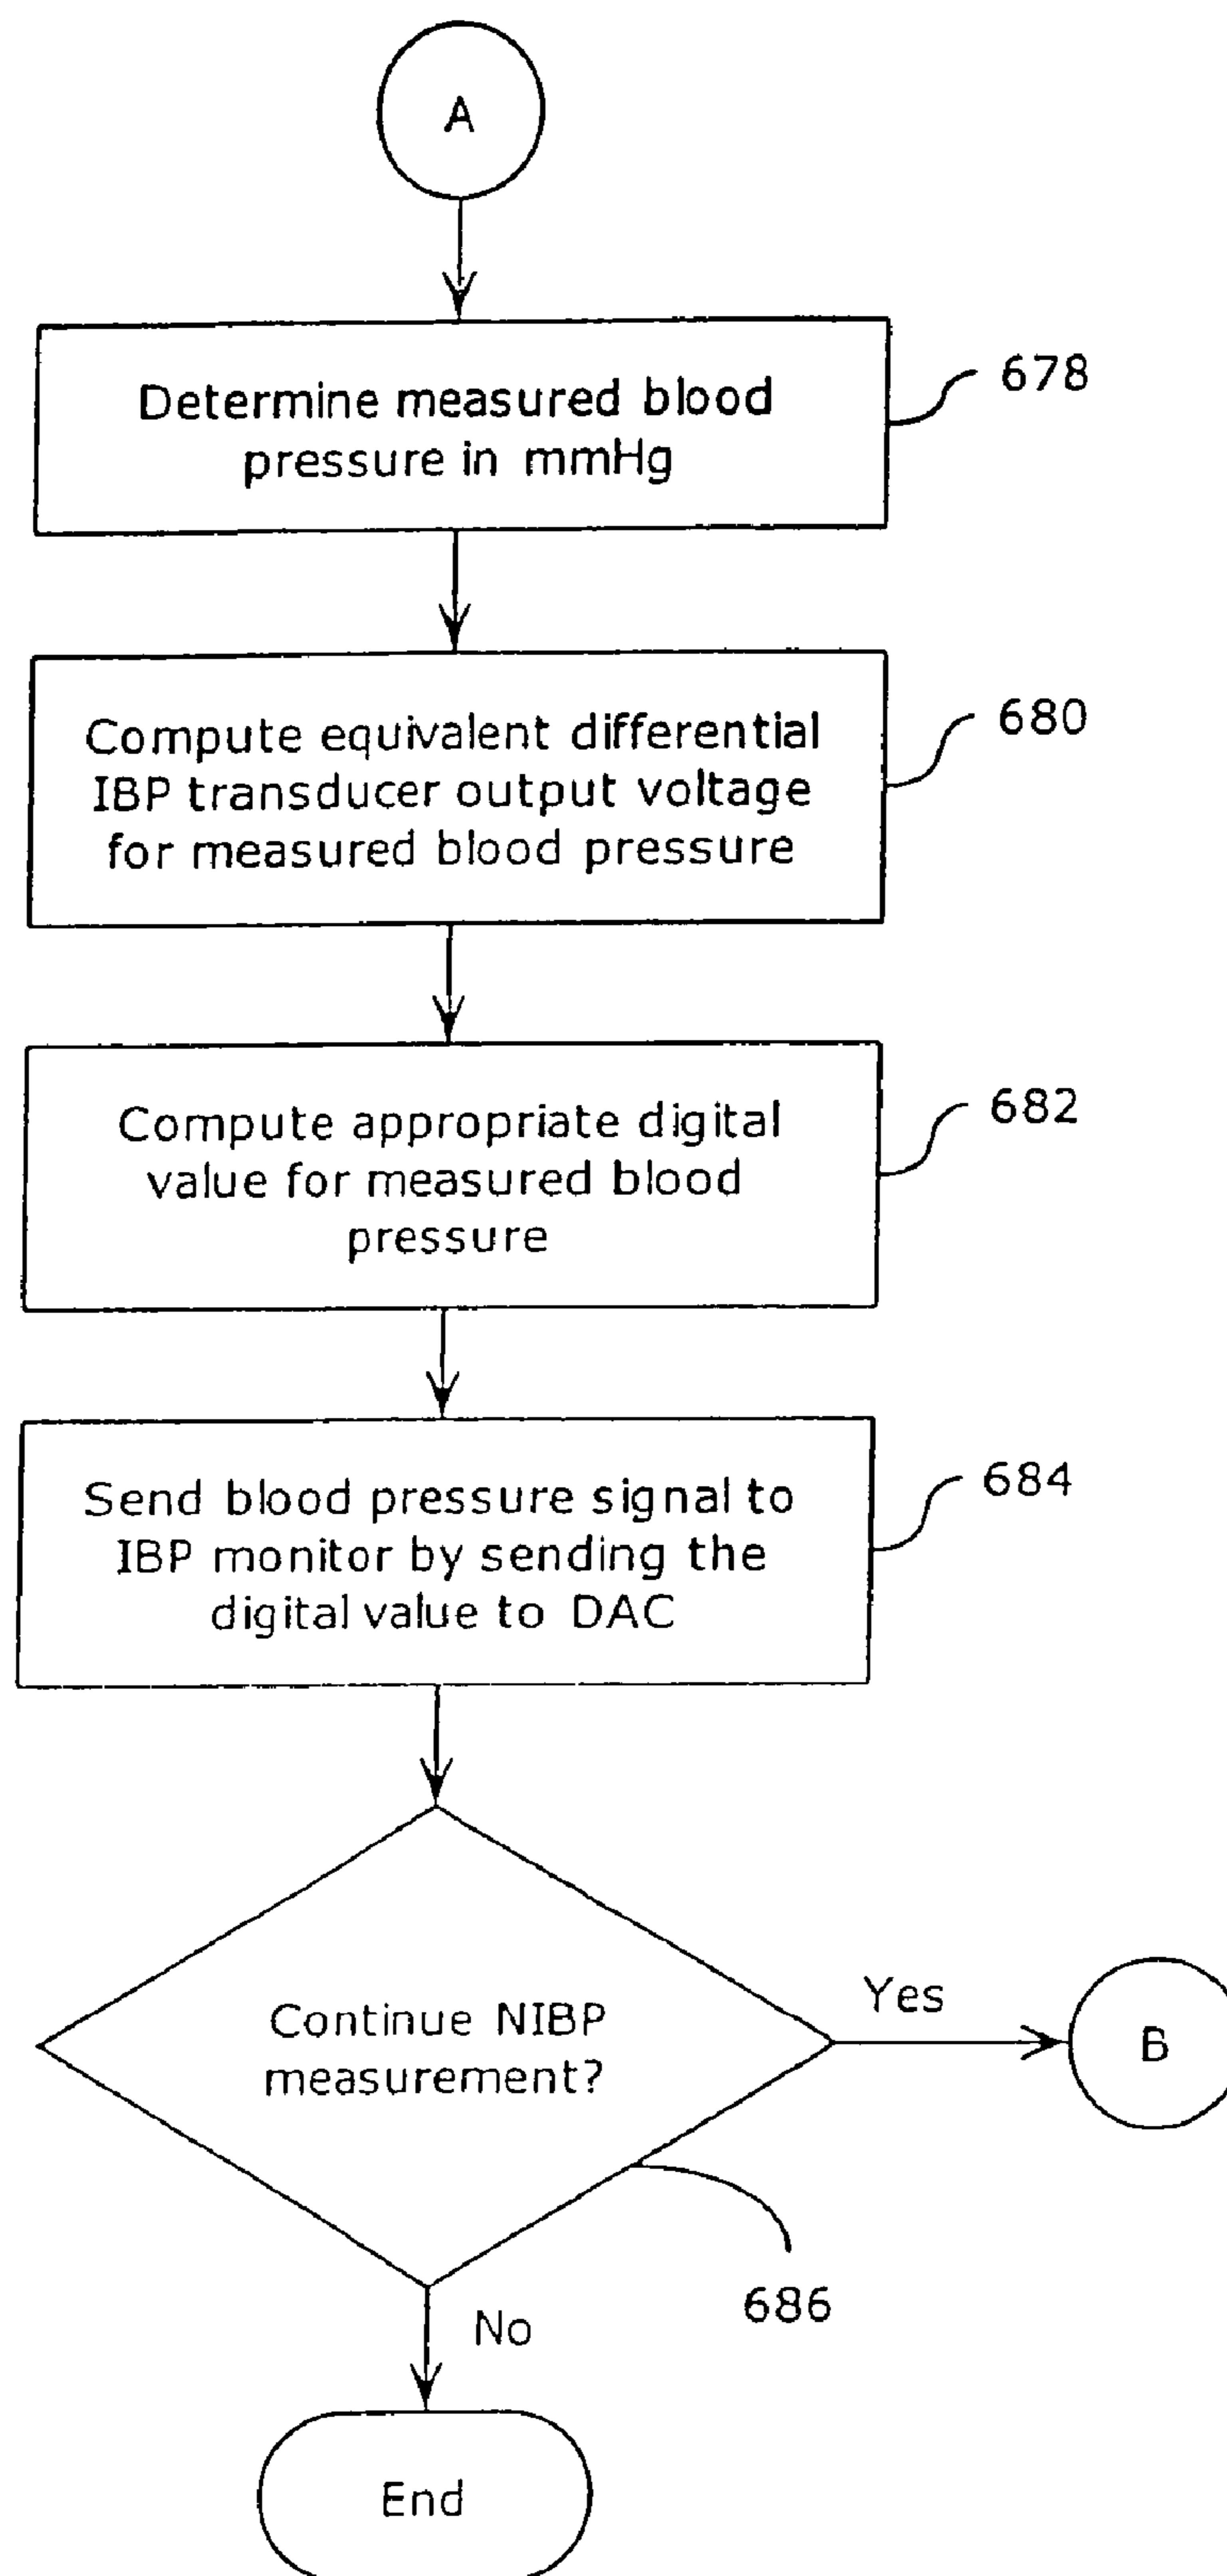 A
Determine measured blood
pressure in mmHg
678
Compute equivalent differential
IBP transducer output voltage
for measured blood pressure
680
Compute appropriate digital
value for measured blood
pressure
682
Send blood pressure signal to
IBP monitor by sending the
digital value to DAC
684
Continue NIBP
measurement?
Yes
B
686
No
End